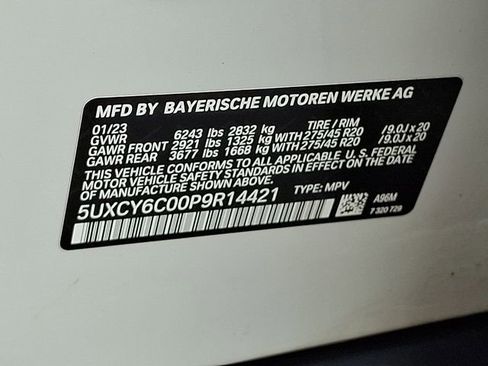 MFD BY BAYERISCHE MOTOREN WERKE AG
01/23 TIRE / RIM
GVWR 6243 lbs 2832 kg
GAWR FRONT 2921 lbs 1325 kg WITH 275/45 R20 /9.0J x 20
GAWR REAR 3677 lbs 1668 kg WITH 275/45 R20 /9.0J x 20
THIS VEHICLE CONFORMS TO ALL APPLICABLE U.S. FEDERAL
MOTOR VEHICLE SAFETY STANDARDS IN EFFECT ON THE DATE
OF MANUFACTURE SHOWN ABOVE.
5UXCY6C00P9R14421 TYPE: MPV
A96M
7 320 729